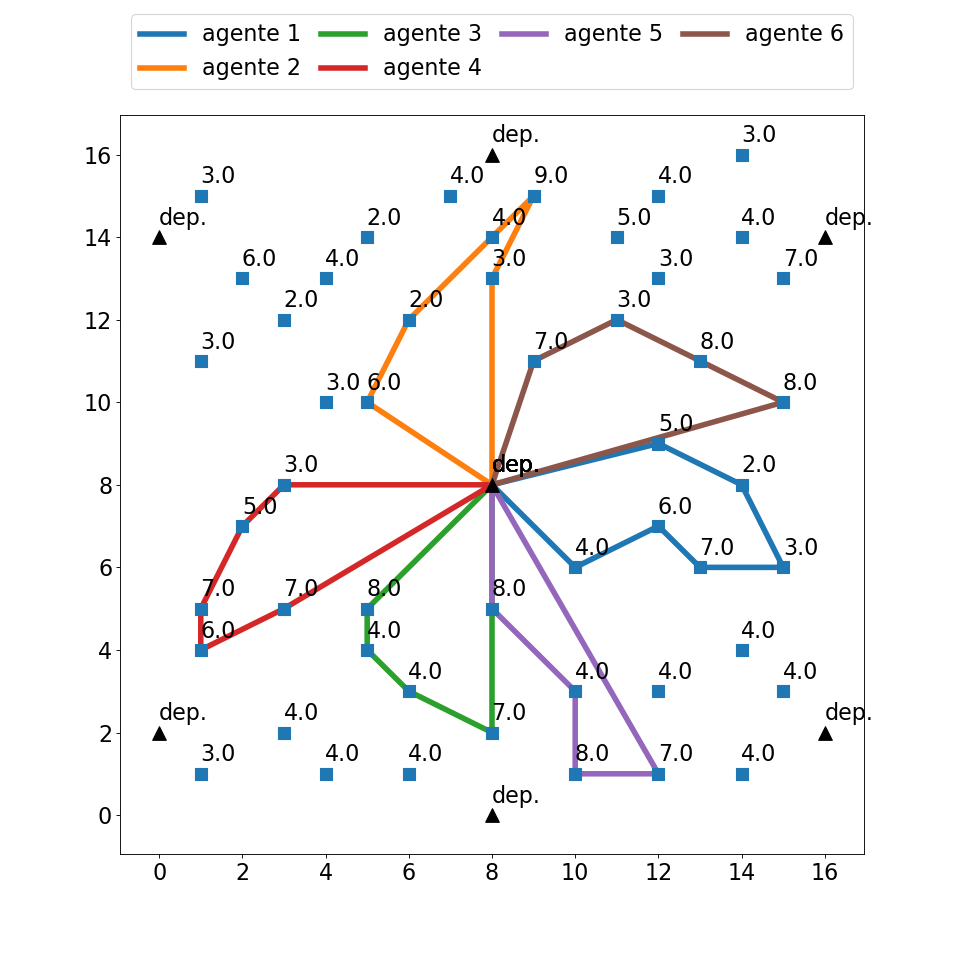 agente 1 agente 3 agente 5 agente 6
agente 2 agente 4
3.0
16 dep.
3.0 4.0 9.0 4.0
14 dep. 2.0 4.0 5.0 4.0 dep.
6.0 4.0 3.0 3.0 7.0
12 2.0 2.0 3.0
3.0 7.0 8.0
10 3.0 6.0 8.0
5.0
8 3.0 dep. 2.0
5.0 6.0
6 4.0 7.0 3.0
7.0 7.0 8.0 8.0
4 6.0 4.0 4.0
4.0 4.0 4.0 4.0
2 dep. 4.0 7.0 dep.
3.0 4.0 4.0 8.0 7.0 4.0
0 dep.
0 2 4 6 8 10 12 14 16